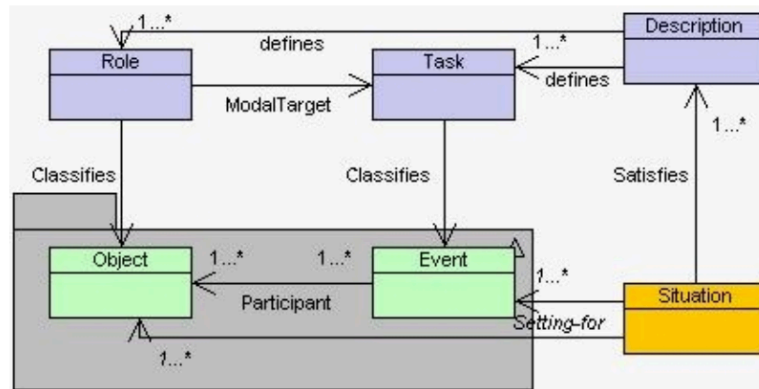 1...*
defines
1...*
Description
Role
Task
defines
ModalTarget
1...*
Classifies
Classifies
Satisfies
Object
1...*
1...*
Event
1...*
Situation
Participant
Setting-for
1...*